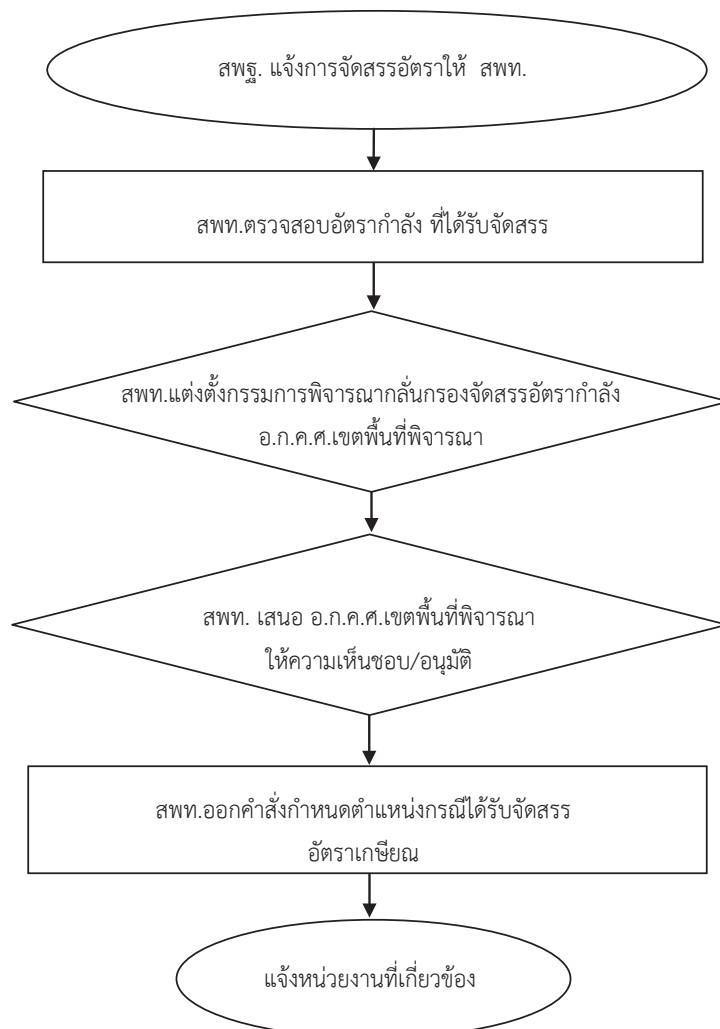 สพฐ. แจ้งการจัดสรรอัตราให้ สพท.
สพท.ตรวจสอบอัตรากำลัง ที่ได้รับจัดสรร
สพท.แต่งตั้งกรรมการพิจารณากลั่นกรองจัดสรรอัตรากำลัง
อ.ก.ค.ศ.เขตพื้นที่พิจารณา
สพท. เสนอ อ.ก.ค.ศ.เขตพื้นที่พิจารณา
ให้ความเห็นชอบ/อนุมัติ
สพท.ออกคำสั่งกำหนดตำแหน่งกรณีได้รับจัดสรร
อัตราเกษียณ
แจ้งหน่วยงานที่เกี่ยวข้อง